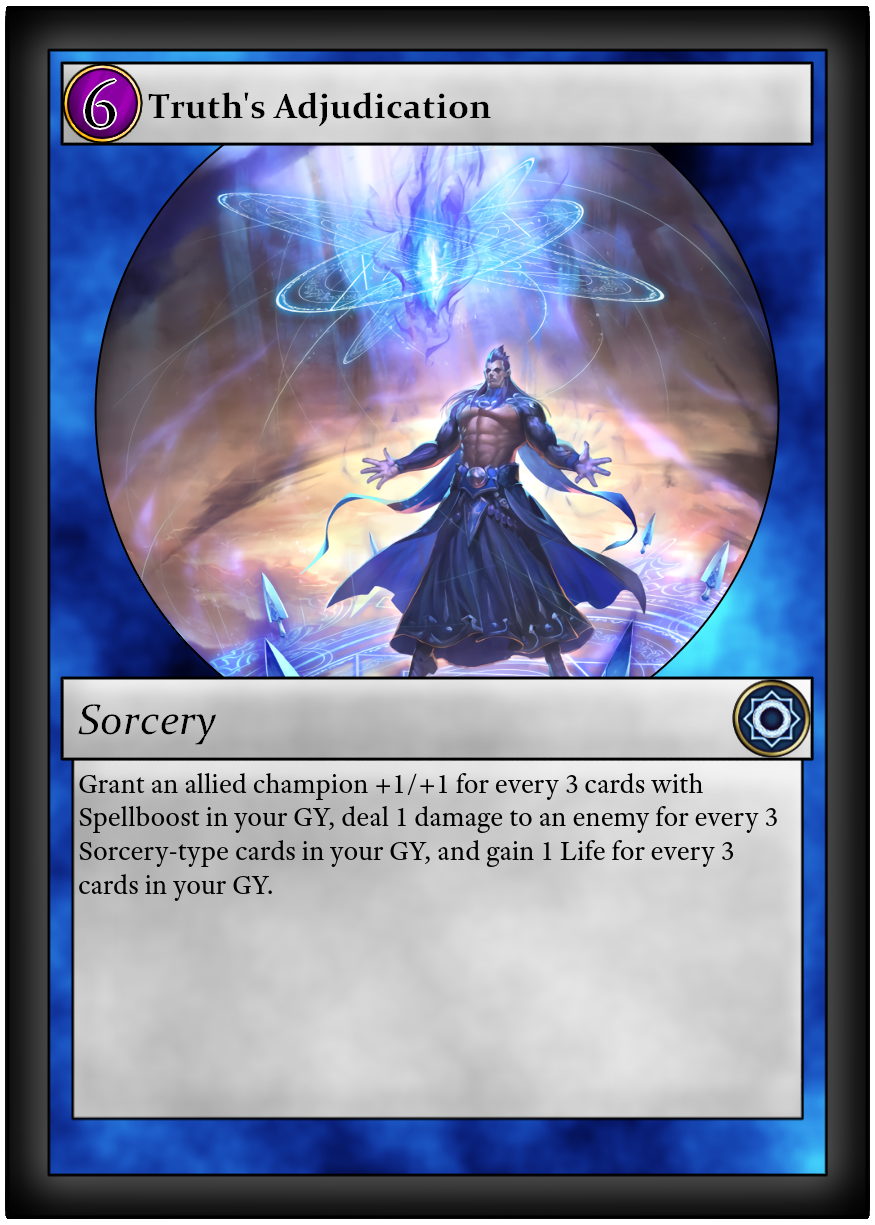 6 Truth's Adjudication
Sorcery
Grant an allied champion +1/+1 for every 3 cards with
Spellboost in your GY, deal 1 damage to an enemy for every 3
Sorcery-type cards in your GY, and gain 1 Life for every 3
cards in your GY.